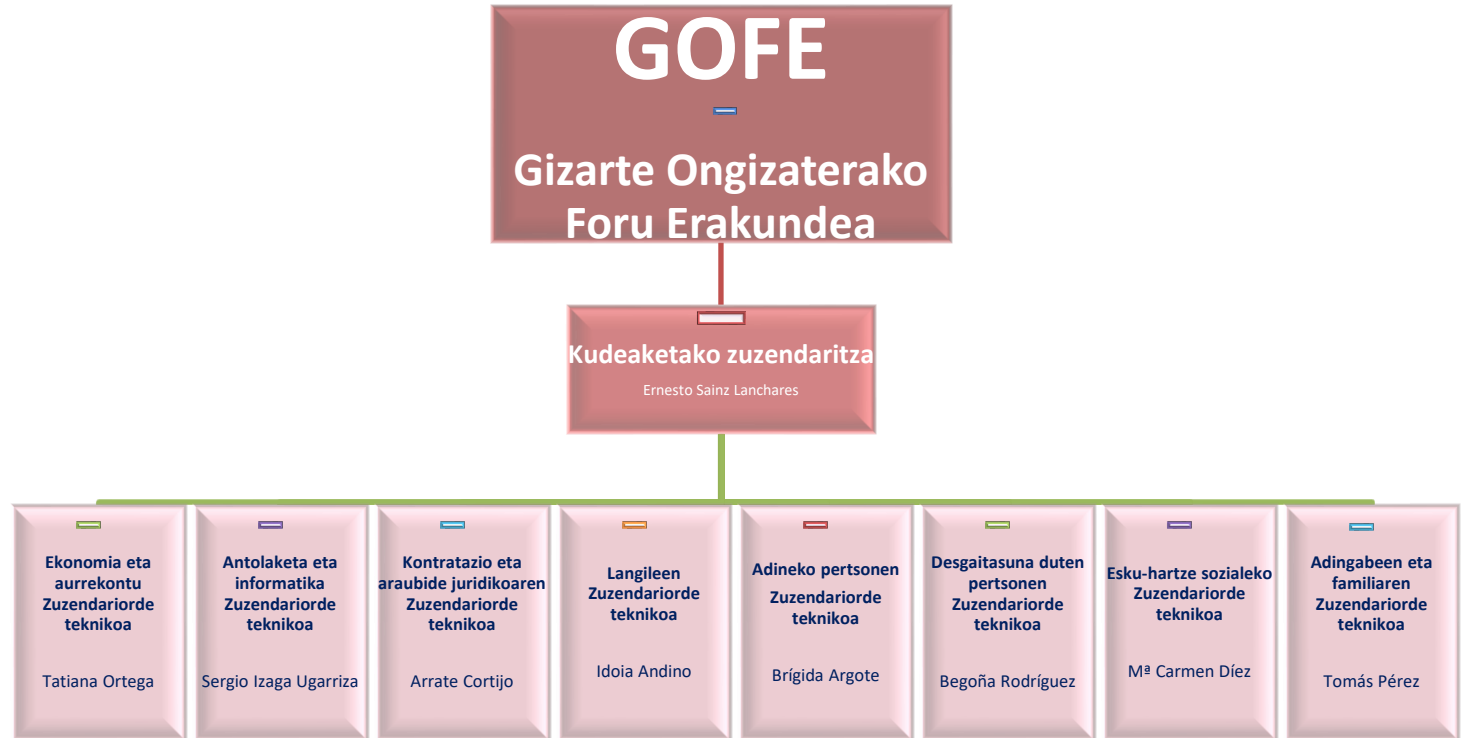 GOFE
Gizarte Ongizaterako
Foru Erakundea
Kudeaketako zuzendaritza
Ernesto Sainz Lanchares
Ekonomia eta
aurrekontu
Zuzendariorde
teknikoa
Tatiana Ortega
Antolaketa eta
informatika
Zuzendariorde
teknikoa
Sergio Izaga Ugarriza
Kontratazio eta
araubide juridikoaren
Zuzendariorde
teknikoa
Arrate Cortijo
Langileen
Zuzendariorde
teknikoa
Idoia Andino
Adineko pertsonen
Zuzendariorde
teknikoa
Brígida Argote
Desgaitasuna duten
pertsonen
Zuzendariorde
teknikoa
Begoña Rodríguez
Esku-hartze sozialeko
Zuzendariorde
teknikoa
Mª Carmen Díez
Adingabeen eta
familiaren
Zuzendariorde
teknikoa
Tomás Pérez